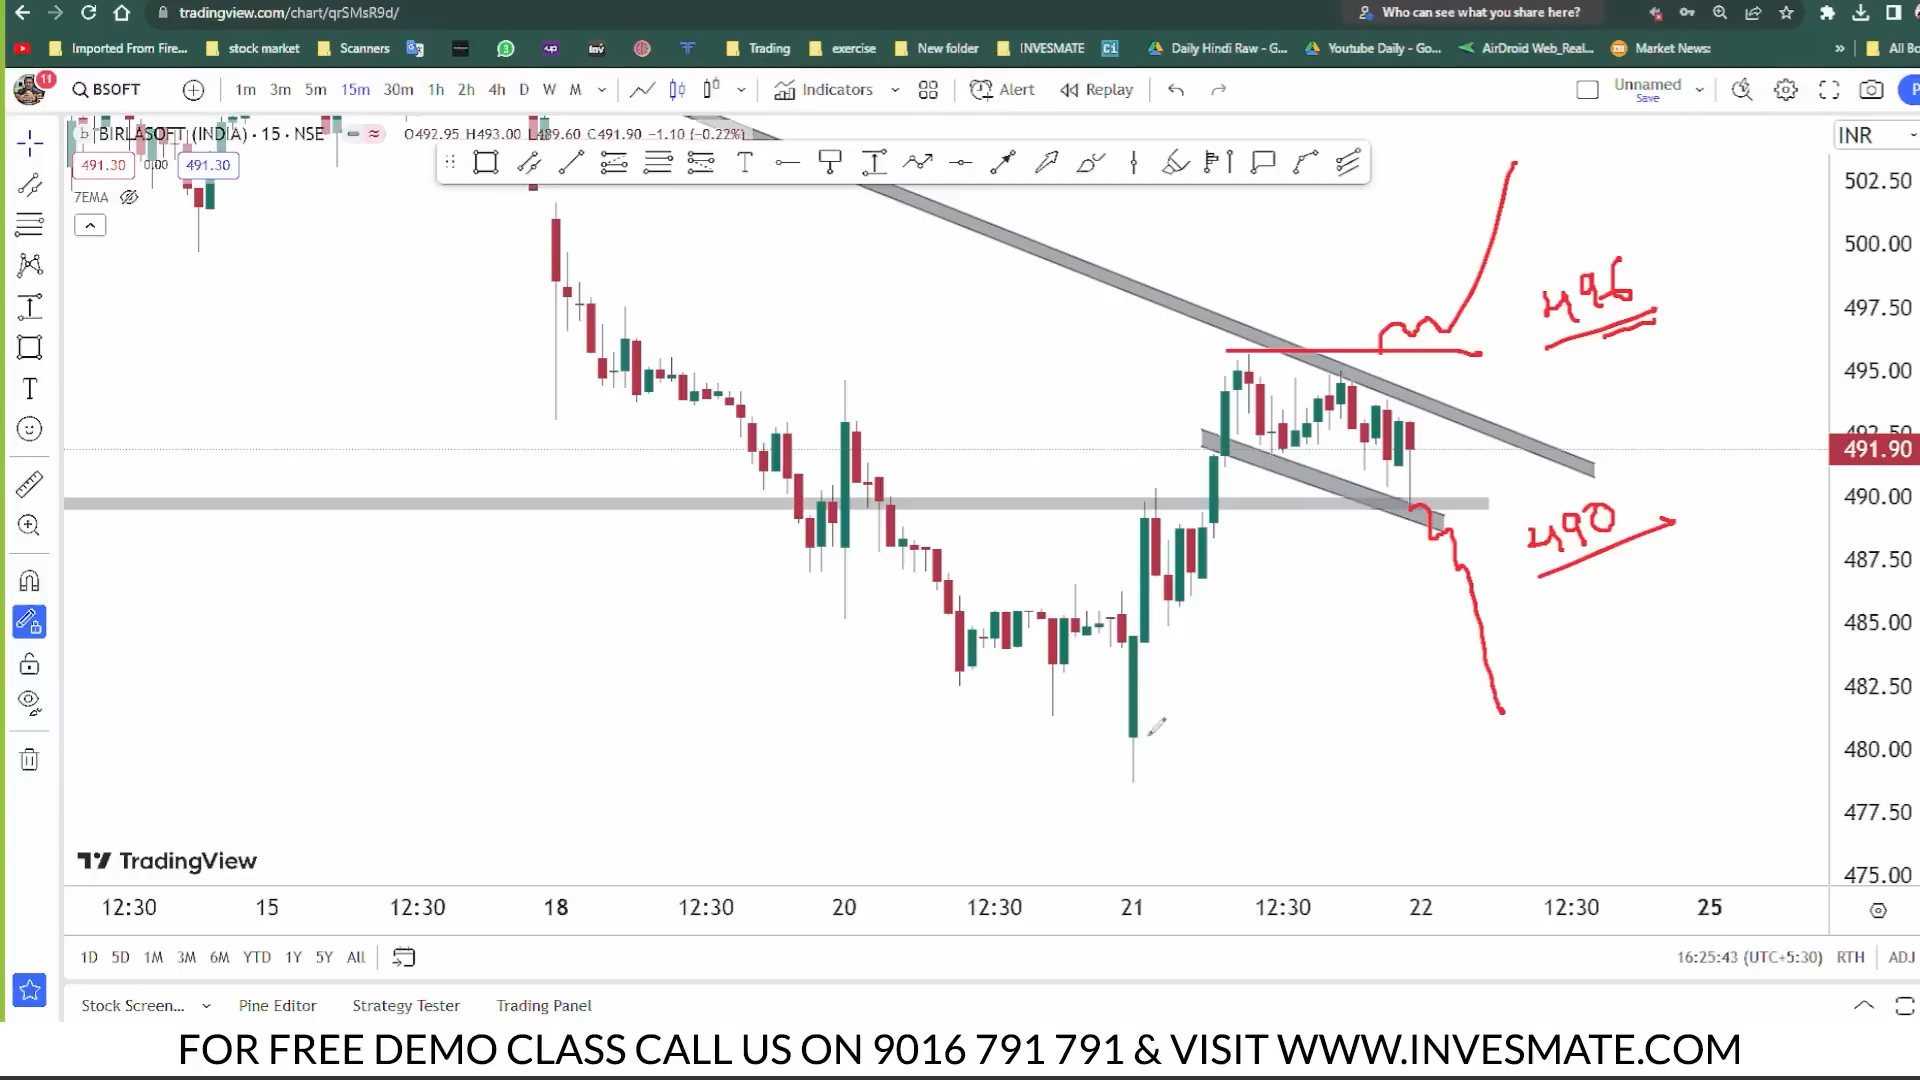 tradingview.com/chart/qrSMsR9d/
Who can see what you share here?
Imported From Fire...
stock market
Scanners
Trading
exercise
New folder
INVESMATE
Daily Hindi Raw - G...
Youtube Daily - Go...
AirDroid Web_Real...
Market News:
»
All Bo
11
BSOFT
1m 3m 5m 15m 30m 1h 2h 4h D W M
Indicators
Alert
Replay
Unnamed
Save
P
BIRLASOFT (INDIA) · 15 · NSE
O492.95 H493.00 L489.60 C491.90 −1.10 (−0.22%)
INR
491.30 0.00 491.30
7EMA
502.50
500.00
497.50
495.00
492.50
491.90
490.00
487.50
485.00
482.50
480.00
477.50
475.00
496
490
TradingView
12:30 15 12:30 18 12:30 20 12:30 21 12:30 22 12:30 25
1D 5D 1M 3M 6M YTD 1Y 5Y All
16:25:43 (UTC+5:30) RTH ADJ
Stock Screen... Pine Editor Strategy Tester Trading Panel
FOR FREE DEMO CLASS CALL US ON 9016 791 791 & VISIT WWW.INVESMATE.COM